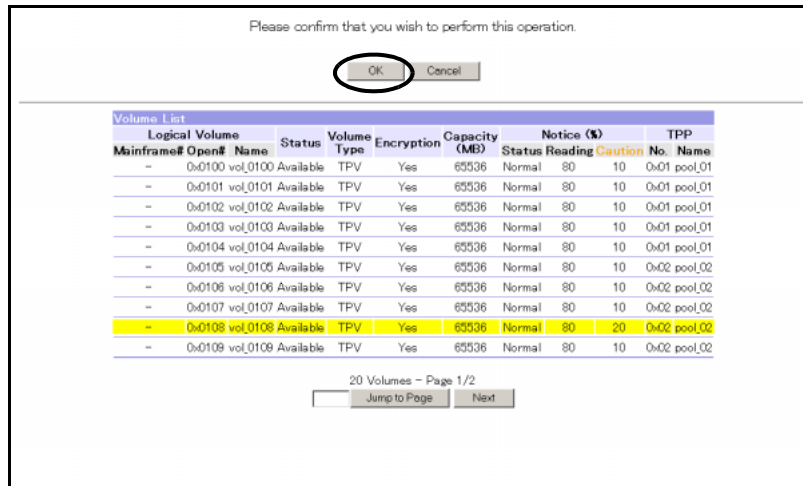 Please confirm that you wish to perform this operation.
OK Cancel
Volume List
Logical Volume Status Volume Type Encryption Capacity (MB) Notice (%) TPP
Mainframe# Open# Name Status Reading Caution No. Name
- 0x0100 vol_0100 Available TPV Yes 65536 Normal 80 10 0x01 pool_01
- 0x0101 vol_0101 Available TPV Yes 65536 Normal 80 10 0x01 pool_01
- 0x0102 vol_0102 Available TPV Yes 65536 Normal 80 10 0x01 pool_01
- 0x0103 vol_0103 Available TPV Yes 65536 Normal 80 10 0x01 pool_01
- 0x0104 vol_0104 Available TPV Yes 65536 Normal 80 10 0x01 pool_01
- 0x0105 vol_0105 Available TPV Yes 65536 Normal 80 10 0x02 pool_02
- 0x0106 vol_0106 Available TPV Yes 65536 Normal 80 10 0x02 pool_02
- 0x0107 vol_0107 Available TPV Yes 65536 Normal 80 10 0x02 pool_02
- 0x0108 vol_0108 Available TPV Yes 65536 Normal 80 20 0x02 pool_02
- 0x0109 vol_0109 Available TPV Yes 65536 Normal 80 10 0x02 pool_02
20 Volumes - Page 1/2
Jump to Page Next